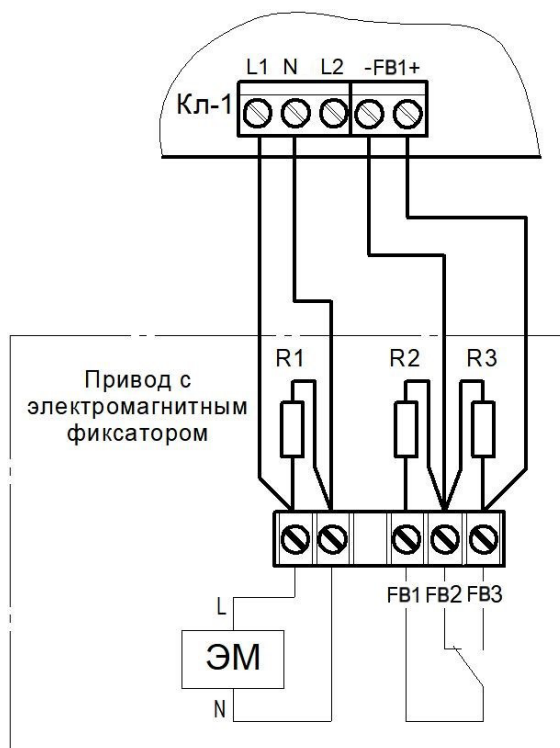 L1 N L2 -FB1+
Кл-1
R1 R2 R3
Привод с
электромагнитным
фиксатором
FB1 FB2 FB3
L
ЭМ
N